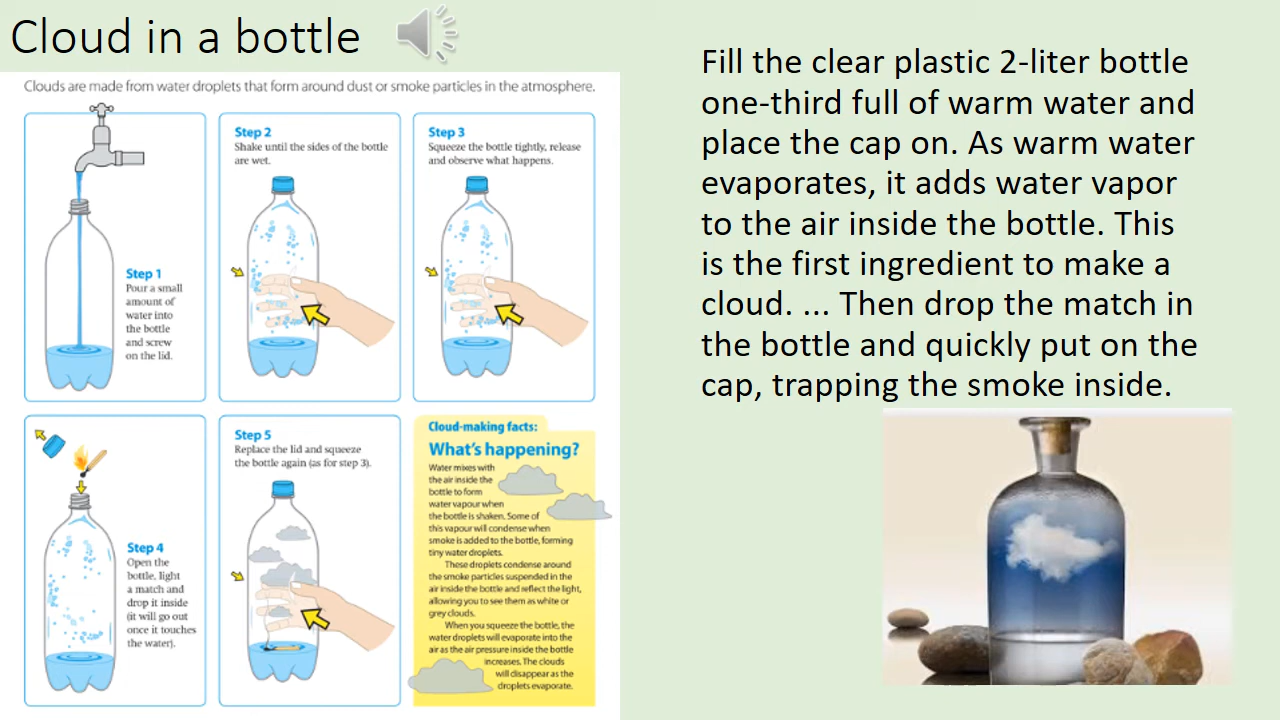 Cloud in a bottle
Clouds are made from water droplets that form around dust or smoke particles in the atmosphere.
Step 1
Pour a small
amount of
water into
the bottle
and screw
on the lid.
Step 2
Shake until the sides of the bottle
are wet.
Step 3
Squeeze the bottle tightly, release
and observe what happens.
Step 4
Open the
bottle, light
a match and
drop it inside
(it will go out
once it touches
the water).
Step 5
Replace the lid and squeeze
the bottle again (as for step 3).
Cloud-making facts:
What's happening?
Water mixes with
the air inside the
bottle to form
water vapour when
the bottle is shaken. Some of
this vapour will condense when
smoke is added to the bottle, forming
tiny water droplets.
These droplets condense around
the smoke particles suspended in the
air inside the bottle and reflect the light,
allowing you to see them as white or
grey clouds.
When you squeeze the bottle, the
water droplets will evaporate into the
air as the air pressure inside the bottle
increases. The clouds
will disappear as the
droplets evaporate.
Fill the clear plastic 2-liter bottle
one-third full of warm water and
place the cap on. As warm water
evaporates, it adds water vapor
to the air inside the bottle. This
is the first ingredient to make a
cloud. ... Then drop the match in
the bottle and quickly put on the
cap, trapping the smoke inside.